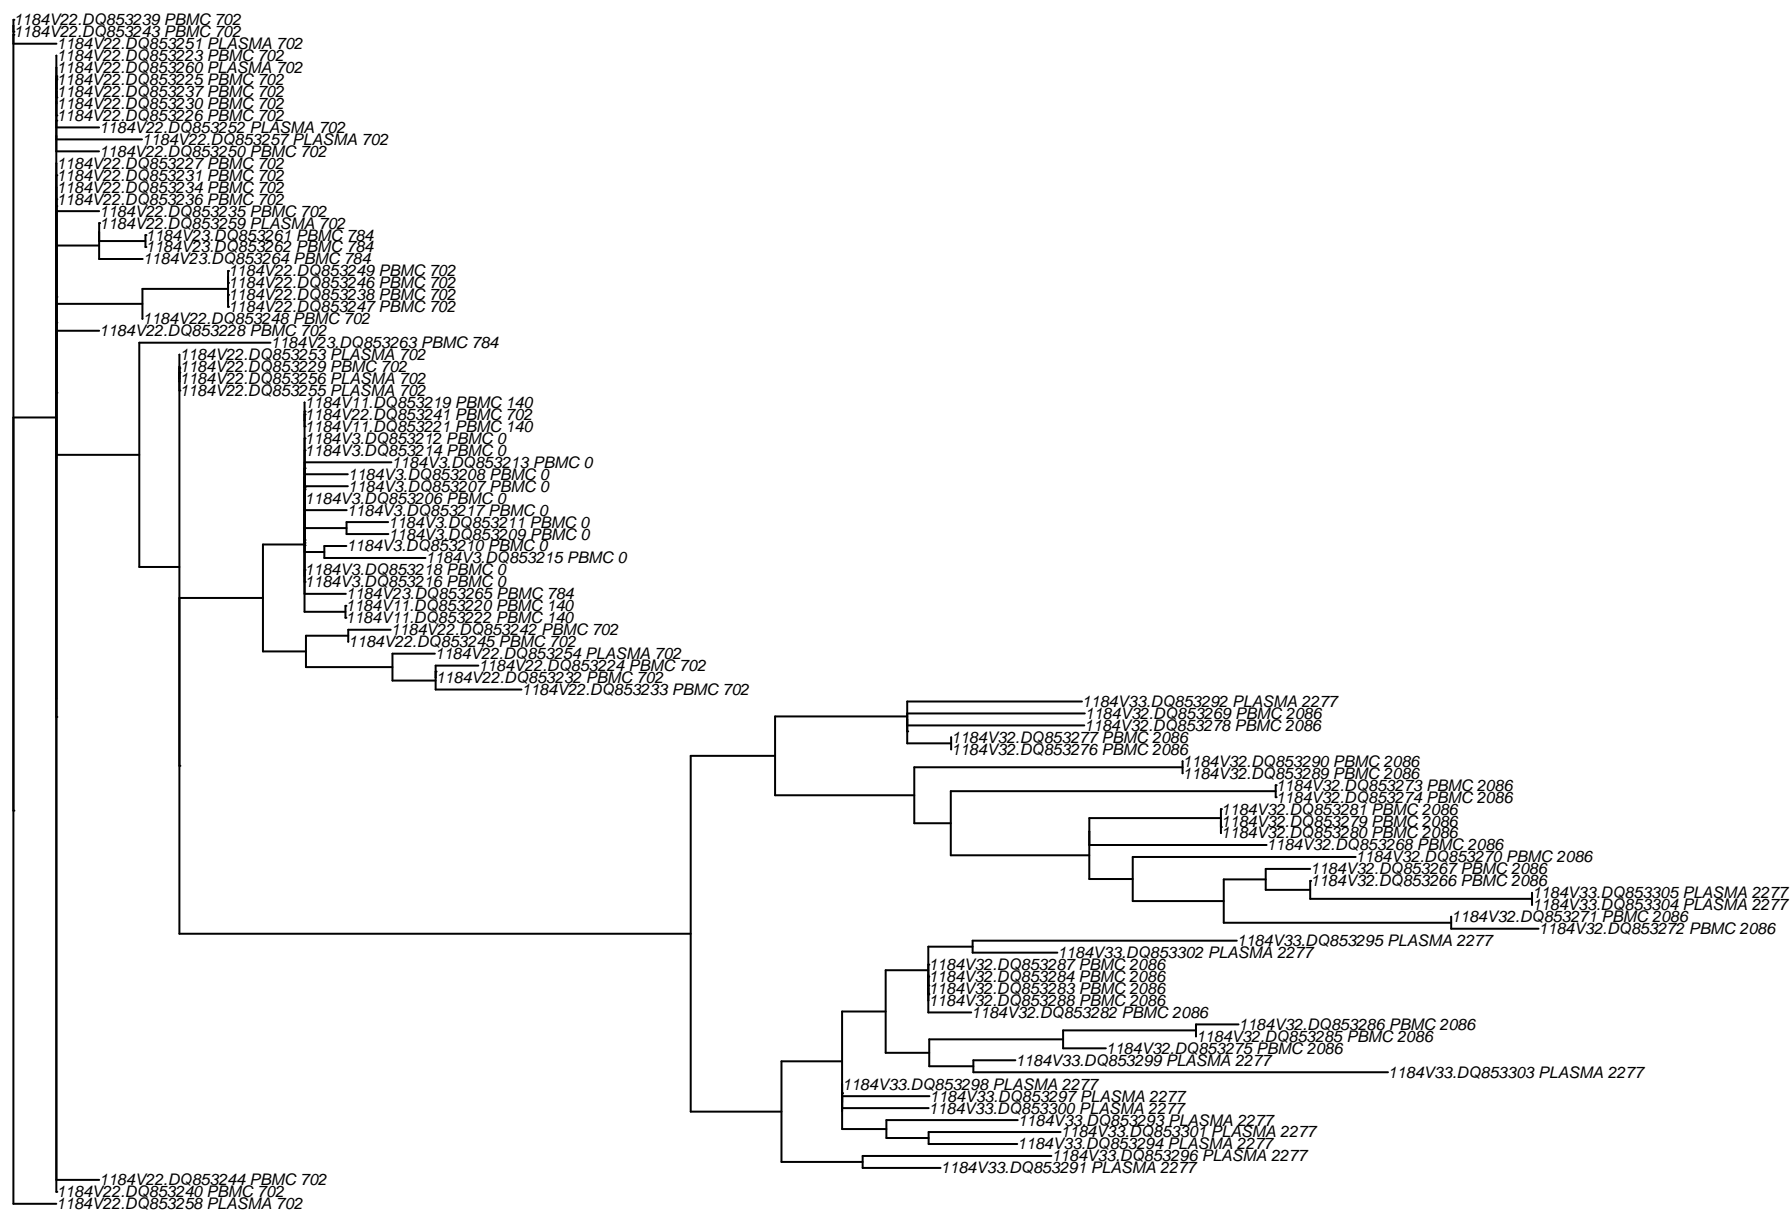 1184V22.DQ853239 PBMC 702
1184V22.DQ853243 PBMC 702
1184V22.DQ853251 PLASMA 702
1184V22.DQ853223 PBMC 702
1184V22.DQ853260 PLASMA 702
1184V22.DQ853225 PBMC 702
1184V22.DQ853237 PBMC 702
1184V22.DQ853230 PBMC 702
1184V22.DQ853226 PBMC 702
1184V22.DQ853252 PLASMA 702
1184V22.DQ853257 PLASMA 702
1184V22.DQ853250 PBMC 702
1184V22.DQ853227 PBMC 702
1184V22.DQ853231 PBMC 702
1184V22.DQ853234 PBMC 702
1184V22.DQ853236 PBMC 702
1184V22.DQ853235 PBMC 702
1184V22.DQ853259 PLASMA 702
1184V23.DQ853261 PBMC 784
1184V23.DQ853262 PBMC 784
1184V23.DQ853264 PBMC 784
1184V22.DQ853249 PBMC 702
1184V22.DQ853246 PBMC 702
1184V22.DQ853238 PBMC 702
1184V22.DQ853247 PBMC 702
1184V22.DQ853248 PBMC 702
1184V22.DQ853228 PBMC 702
1184V23.DQ853263 PBMC 784
1184V22.DQ853253 PLASMA 702
1184V22.DQ853229 PBMC 702
1184V22.DQ853256 PLASMA 702
1184V22.DQ853255 PLASMA 702
1184V11.DQ853219 PBMC 140
1184V22.DQ853241 PBMC 702
1184V11.DQ853221 PBMC 140
1184V3.DQ853212 PBMC 0
1184V3.DQ853214 PBMC 0
1184V3.DQ853213 PBMC 0
1184V3.DQ853208 PBMC 0
1184V3.DQ853207 PBMC 0
1184V3.DQ853206 PBMC 0
1184V3.DQ853217 PBMC 0
1184V3.DQ853211 PBMC 0
1184V3.DQ853209 PBMC 0
1184V3.DQ853210 PBMC 0
1184V3.DQ853215 PBMC 0
1184V3.DQ853218 PBMC 0
1184V3.DQ853216 PBMC 0
1184V23.DQ853265 PBMC 784
1184V11.DQ853220 PBMC 140
1184V11.DQ853222 PBMC 140
1184V22.DQ853242 PBMC 702
1184V22.DQ853245 PBMC 702
1184V22.DQ853254 PLASMA 702
1184V22.DQ853224 PBMC 702
1184V22.DQ853232 PBMC 702
1184V22.DQ853233 PBMC 702
1184V33.DQ853292 PLASMA 2277
1184V32.DQ853269 PBMC 2086
1184V32.DQ853278 PBMC 2086
1184V32.DQ853277 PBMC 2086
1184V32.DQ853276 PBMC 2086
1184V32.DQ853290 PBMC 2086
1184V32.DQ853289 PBMC 2086
1184V32.DQ853273 PBMC 2086
1184V32.DQ853274 PBMC 2086
1184V32.DQ853281 PBMC 2086
1184V32.DQ853279 PBMC 2086
1184V32.DQ853280 PBMC 2086
1184V32.DQ853268 PBMC 2086
1184V32.DQ853270 PBMC 2086
1184V32.DQ853267 PBMC 2086
1184V32.DQ853266 PBMC 2086
1184V33.DQ853305 PLASMA 2277
1184V33.DQ853304 PLASMA 2277
1184V32.DQ853271 PBMC 2086
1184V32.DQ853272 PBMC 2086
1184V33.DQ853295 PLASMA 2277
1184V33.DQ853302 PLASMA 2277
1184V32.DQ853287 PBMC 2086
1184V32.DQ853284 PBMC 2086
1184V32.DQ853283 PBMC 2086
1184V32.DQ853288 PBMC 2086
1184V32.DQ853282 PBMC 2086
1184V32.DQ853286 PBMC 2086
1184V32.DQ853285 PBMC 2086
1184V32.DQ853275 PBMC 2086
1184V33.DQ853299 PLASMA 2277
1184V33.DQ853303 PLASMA 2277
1184V33.DQ853298 PLASMA 2277
1184V33.DQ853297 PLASMA 2277
1184V33.DQ853300 PLASMA 2277
1184V33.DQ853293 PLASMA 2277
1184V33.DQ853301 PLASMA 2277
1184V33.DQ853294 PLASMA 2277
1184V33.DQ853296 PLASMA 2277
1184V33.DQ853291 PLASMA 2277
1184V22.DQ853244 PBMC 702
1184V22.DQ853240 PBMC 702
1184V22.DQ853258 PLASMA 702